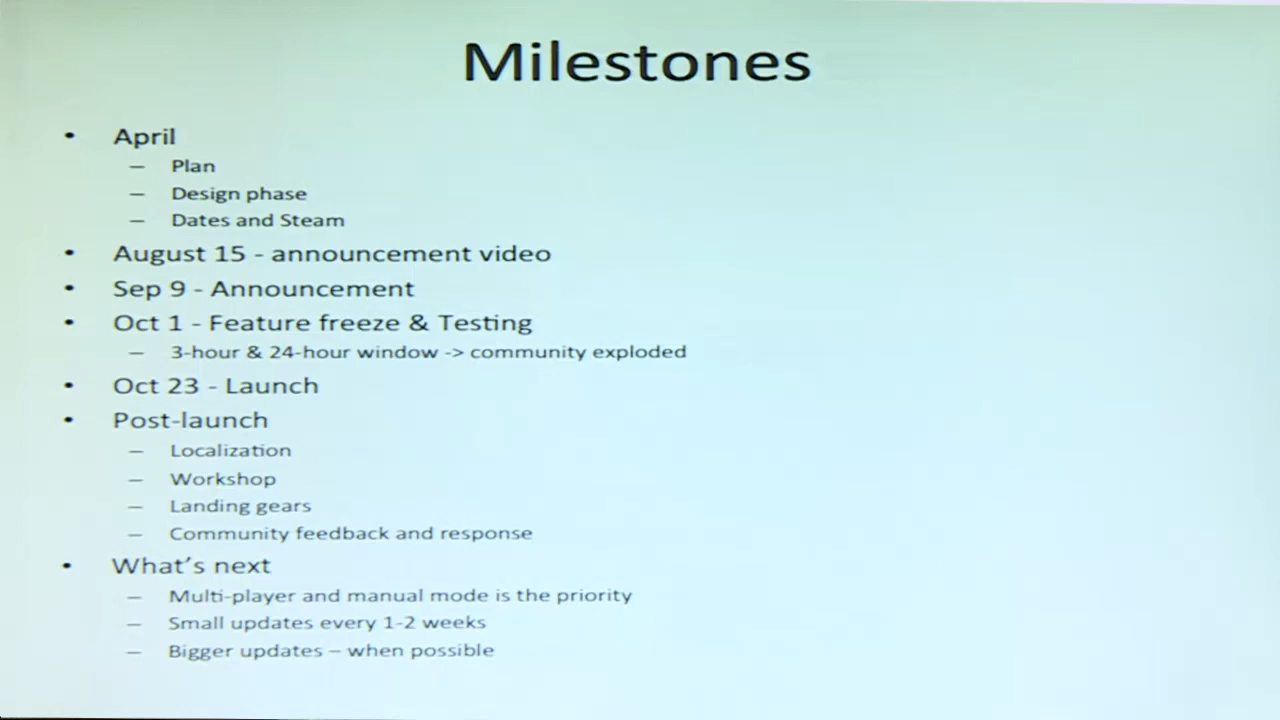 Milestones
• April
– Plan
– Design phase
– Dates and Steam
• August 15 - announcement video
• Sep 9 - Announcement
• Oct 1 - Feature freeze & Testing
– 3-hour & 24-hour window -> community exploded
• Oct 23 - Launch
• Post-launch
– Localization
– Workshop
– Landing gears
– Community feedback and response
• What's next
– Multi-player and manual mode is the priority
– Small updates every 1-2 weeks
– Bigger updates – when possible